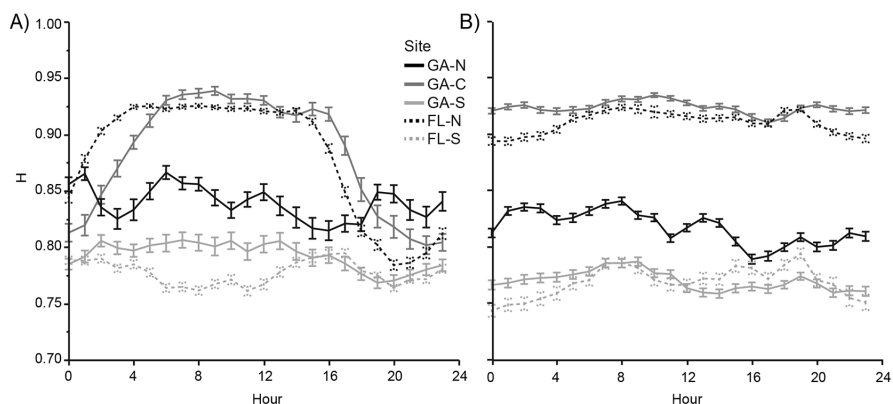 A)
B)
1.00
0.95
0.90
0.85
0.80
0.75
0.70
H
Site
GA-N
GA-C
GA-S
FL-N
FL-S
0 4 8 12 16 20 24
0 4 8 12 16 20 24
Hour
Hour